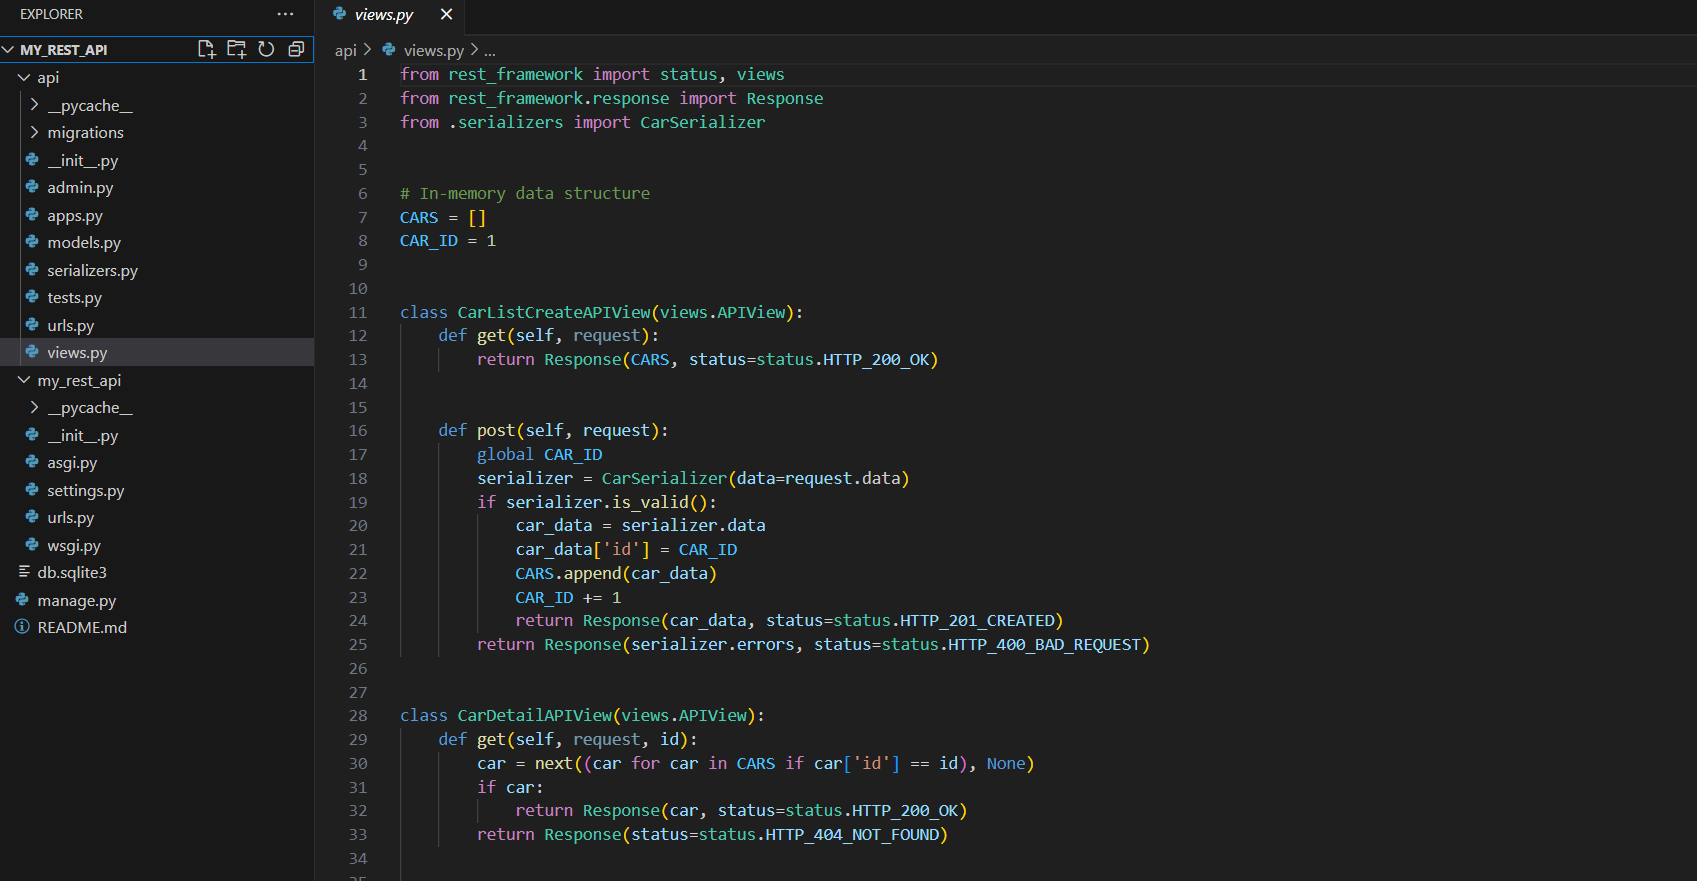 EXPLORER
MY_REST_API
api
__pycache__
migrations
__init__.py
admin.py
apps.py
models.py
serializers.py
tests.py
urls.py
views.py
my_rest_api
__pycache__
__init__.py
asgi.py
settings.py
urls.py
wsgi.py
db.sqlite3
manage.py
README.md
views.py
api > views.py > ...
1 from rest_framework import status, views
2 from rest_framework.response import Response
3 from .serializers import CarSerializer
4
5
6 # In-memory data structure
7 CARS = []
8 CAR_ID = 1
9
10
11 class CarListCreateAPIView(views.APIView):
12     def get(self, request):
13         return Response(CARS, status=status.HTTP_200_OK)
14
15
16     def post(self, request):
17         global CAR_ID
18         serializer = CarSerializer(data=request.data)
19         if serializer.is_valid():
20             car_data = serializer.data
21             car_data['id'] = CAR_ID
22             CARS.append(car_data)
23             CAR_ID += 1
24             return Response(car_data, status=status.HTTP_201_CREATED)
25         return Response(serializer.errors, status=status.HTTP_400_BAD_REQUEST)
26
27
28 class CarDetailAPIView(views.APIView):
29     def get(self, request, id):
30         car = next((car for car in CARS if car['id'] == id), None)
31         if car:
32             return Response(car, status=status.HTTP_200_OK)
33         return Response(status=status.HTTP_404_NOT_FOUND)
34